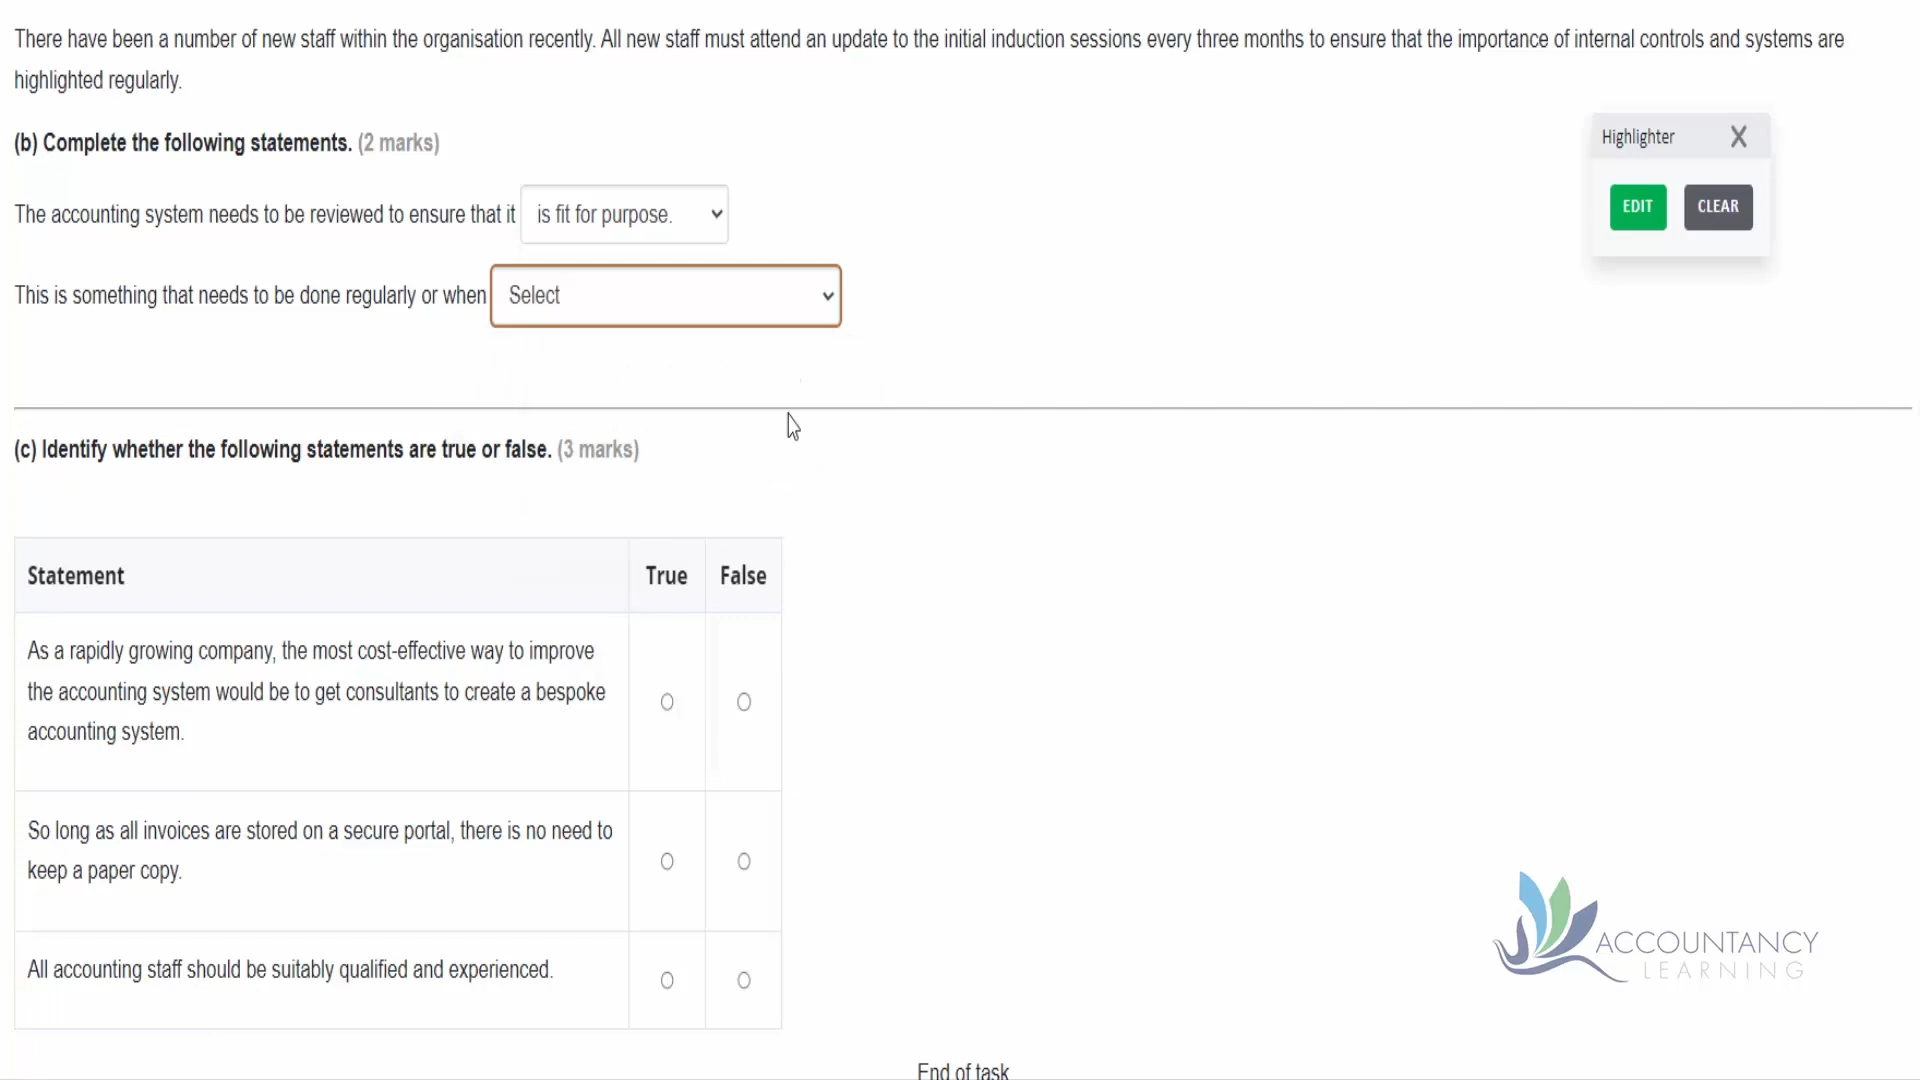 There have been a number of new staff within the organisation recently. All new staff must attend an update to the initial induction sessions every three months to ensure that the importance of internal controls and systems are
highlighted regularly.
(b) Complete the following statements. (2 marks)
Highlighter X
EDIT CLEAR
The accounting system needs to be reviewed to ensure that it is fit for purpose.
This is something that needs to be done regularly or when Select
(c) Identify whether the following statements are true or false. (3 marks)
Statement True False
As a rapidly growing company, the most cost-effective way to improve
the accounting system would be to get consultants to create a bespoke
accounting system.
So long as all invoices are stored on a secure portal, there is no need to
keep a paper copy.
All accounting staff should be suitably qualified and experienced.
ACCOUNTANCY
LEARNING
End of task